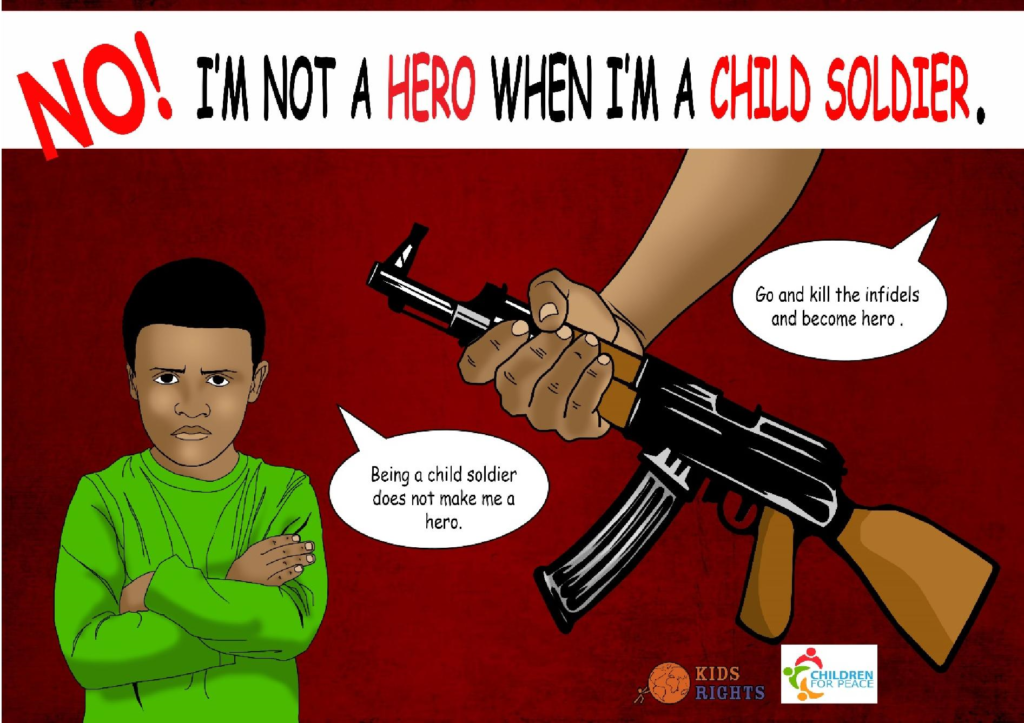 NO! I'M NOT A HERO WHEN I'M A CHILD SOLDIER.
Go and kill the infidels
and become hero .
Being a child soldier
does not make me a
hero.
KIDS
RIGHTS
CHILDREN
FOR PEACE